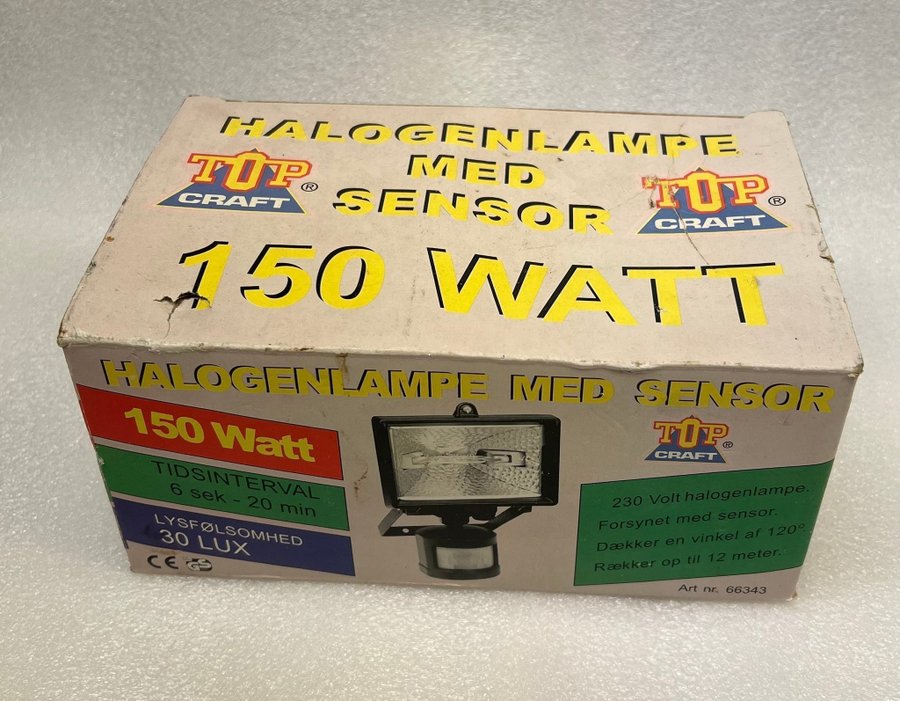 HALOGENLAMPE
MED
SENSOR
TOP
CRAFT
®
TOP
CRAFT
®
150 WATT
HALOGENLAMPE MED SENSOR
150 Watt
TIDSINTERVAL
6 sek - 20 min
LYSFØLSOMHED
30 LUX
CE GS
TOP
CRAFT
®
230 Volt halogenlampe.
Forsynet med sensor.
Dækker en vinkel af 120°
Rækker op til 12 meter.
Art nr. 66343